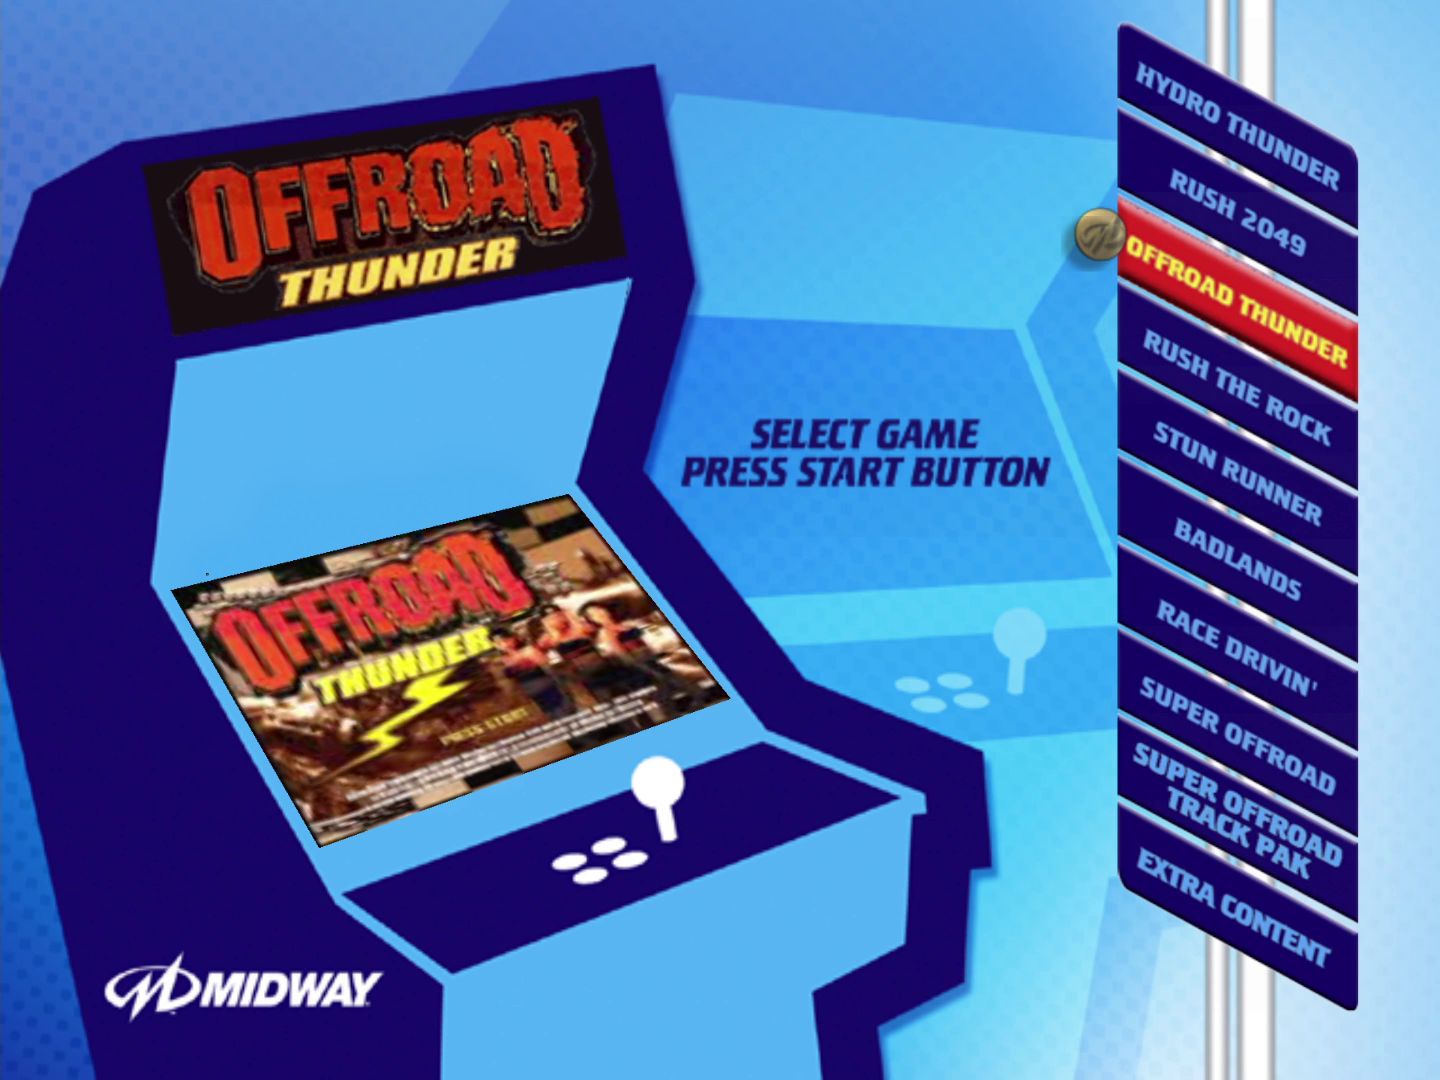 OFFROAD
THUNDER
SELECT GAME
PRESS START BUTTON
OFFROAD
THUNDER
PRESS START
MIDWAY
HYDRO THUNDER
RUSH 2049
OFFROAD THUNDER
RUSH THE ROCK
STUN RUNNER
BADLANDS
RACE DRIVIN'
SUPER OFFROAD
SUPER OFFROAD
TRACK PAK
EXTRA CONTENT